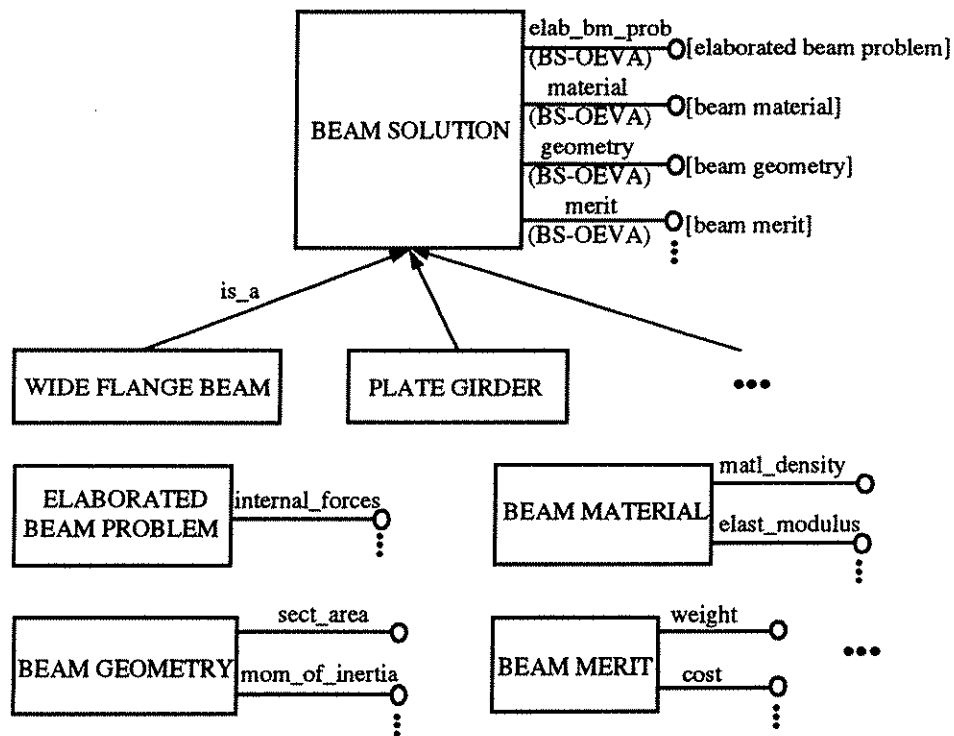 elab_bm_prob
(BS-OEVA)
[elaborated beam problem]
material
(BS-OEVA)
[beam material]
BEAM SOLUTION
geometry
(BS-OEVA)
[beam geometry]
merit
(BS-OEVA)
[beam merit]
is_a
WIDE FLANGE BEAM
PLATE GIRDER
ELABORATED
BEAM PROBLEM
internal_forces
BEAM MATERIAL
matl_density
elast_modulus
BEAM GEOMETRY
sect_area
mom_of_inertia
BEAM MERIT
weight
cost